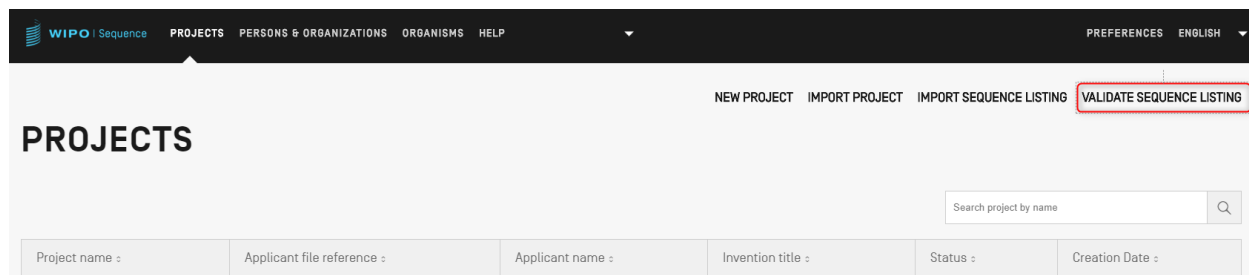 WIPO | Sequence PROJECTS PERSONS & ORGANIZATIONS ORGANISMS HELP PREFERENCES ENGLISH
NEW PROJECT IMPORT PROJECT IMPORT SEQUENCE LISTING VALIDATE SEQUENCE LISTING
PROJECTS
Search project by name
Project name Applicant file reference Applicant name Invention title Status Creation Date